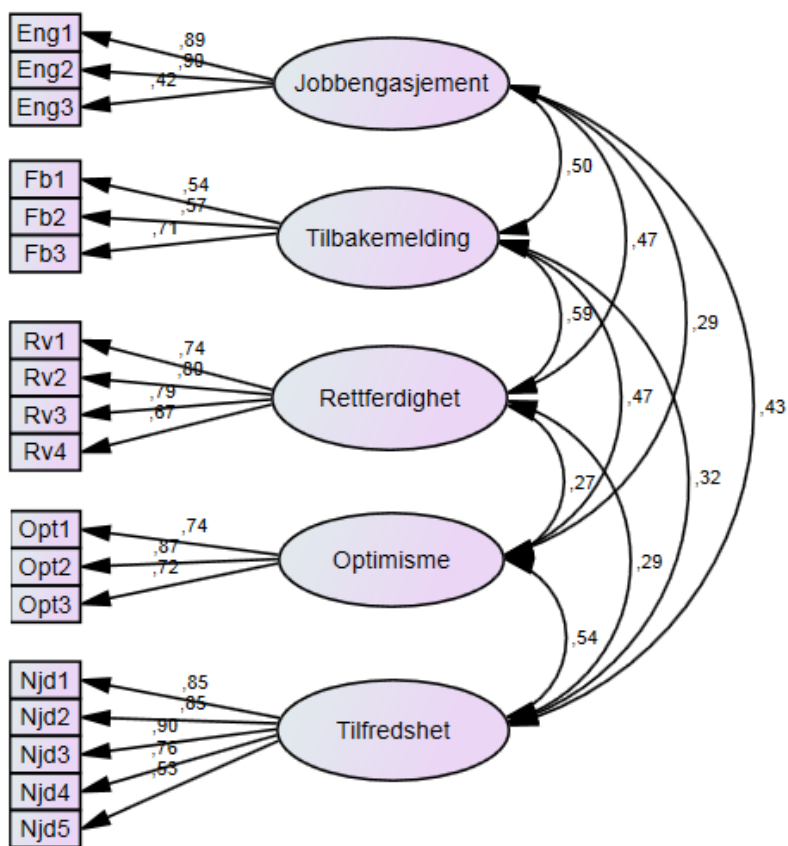 Eng1
Eng2
Eng3
,89
,90
,42
Jobbengasjement
Fb1
Fb2
Fb3
,54
,57
,71
Tilbakemelding
Rv1
Rv2
Rv3
Rv4
,74
,80
,79
,67
Rettferdighet
Opt1
Opt2
Opt3
,74
,87
,72
Optimisme
Njd1
Njd2
Njd3
Njd4
Njd5
,85
,85
,90
,76
,53
Tilfredshet
,50
,47
,59
,29
,47
,43
,32
,27
,29
,54